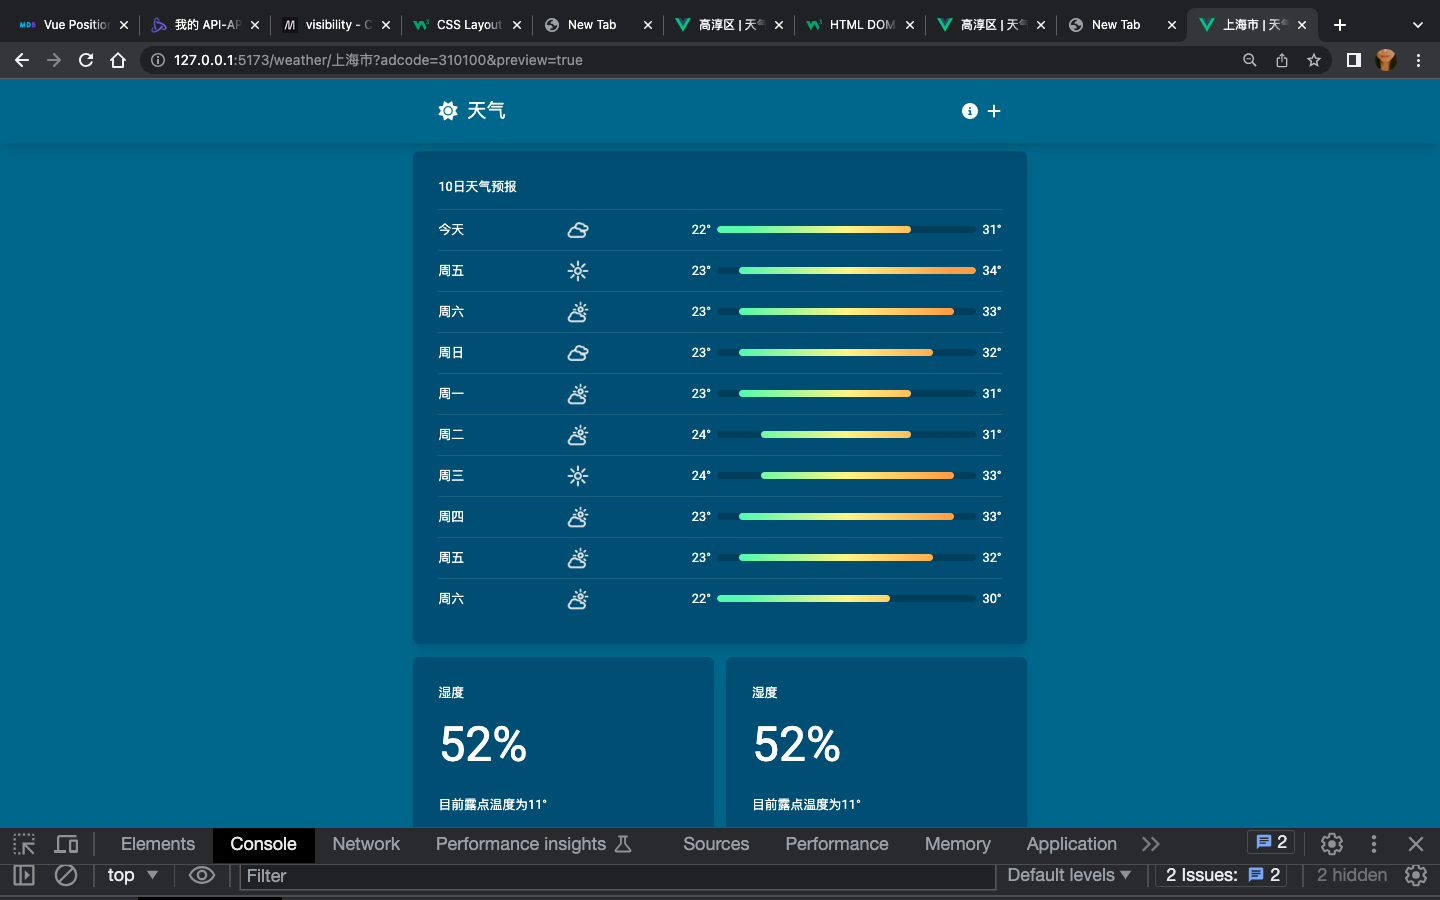 Vue Position
我的 API-AP
visibility - C
CSS Layout
New Tab
高淳区 | 天气
HTML DOM
高淳区 | 天气
New Tab
上海市 | 天气
127.0.0.1:5173/weather/上海市?adcode=310100&preview=true
天气
10日天气预报
今天 22° 31°
周五 23° 34°
周六 23° 33°
周日 23° 32°
周一 23° 31°
周二 24° 31°
周三 24° 33°
周四 23° 33°
周五 23° 32°
周六 22° 30°
湿度
52%
目前露点温度为11°
湿度
52%
目前露点温度为11°
Elements Console Network Performance insights Sources Performance Memory Application 2
top Filter Default levels 2 Issues: 2 2 hidden